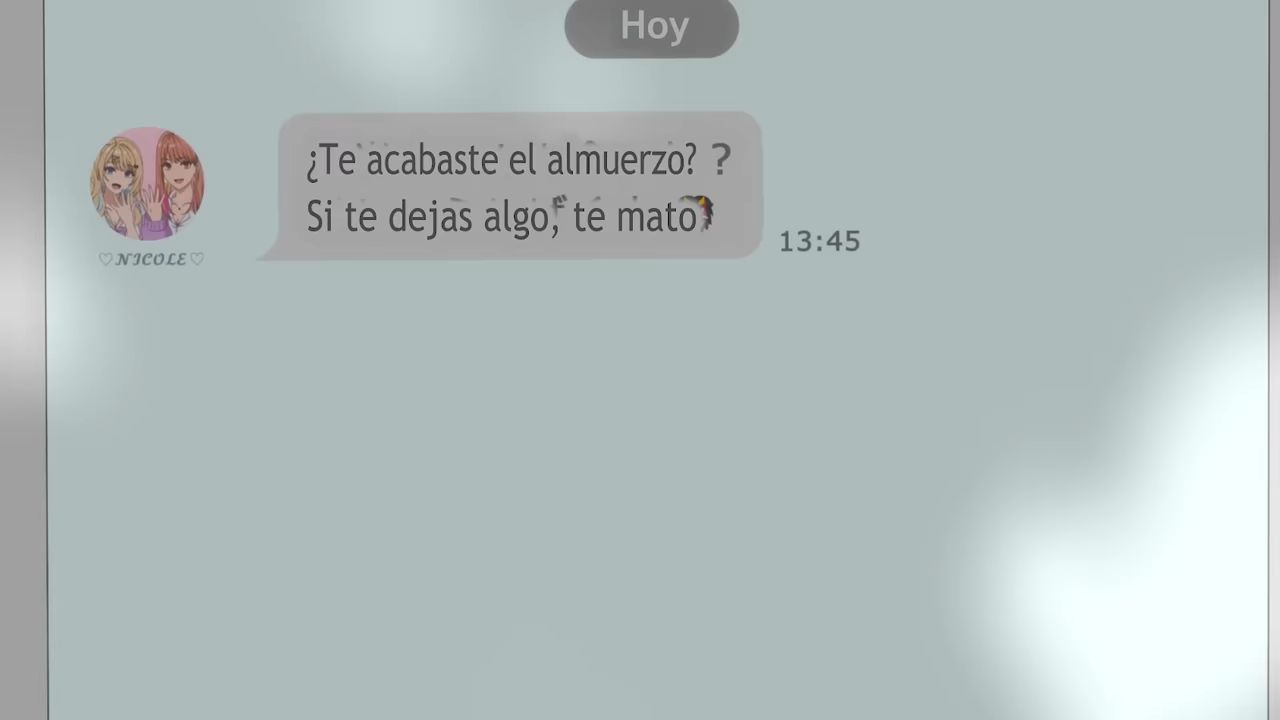 Hoy
¿Te acabaste el almuerzo? ?
Si te dejas algo, te mato
13:45
♡NICOLE♡